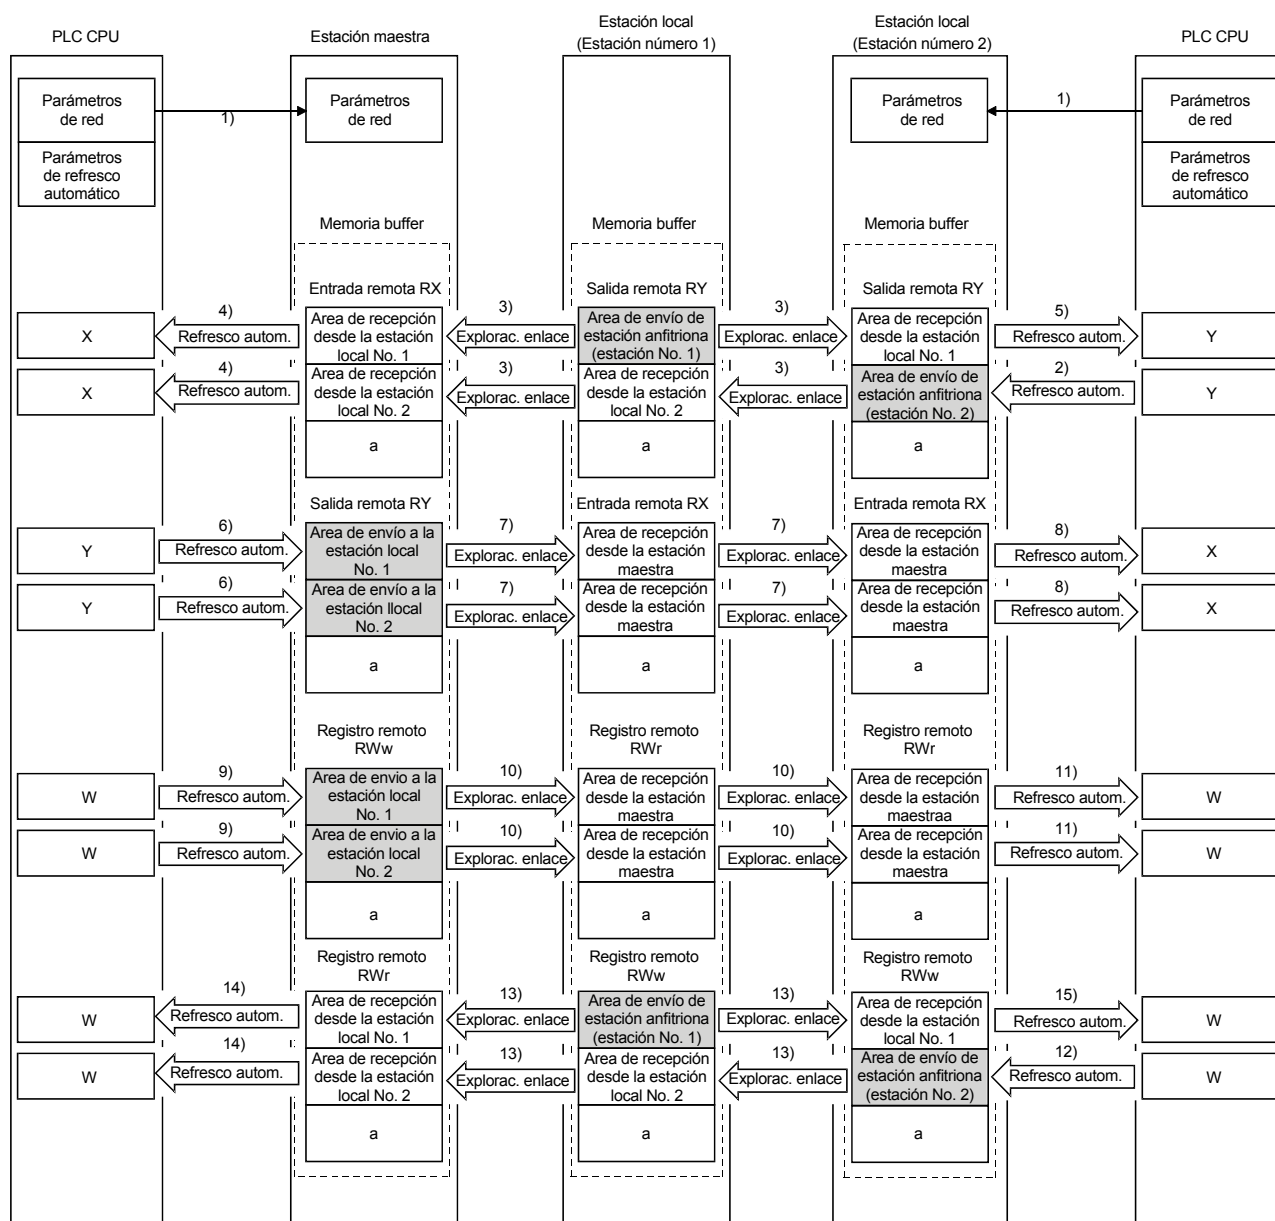 PLC CPU
Estación maestra
Estación local
(Estación número 1)
Estación local
(Estación número 2)
PLC CPU
Parámetros
de red
1)
Parámetros
de red
Parámetros
de red
1)
Parámetros
de red
Parámetros
de refresco
automático
Parámetros
de refresco
automático
Memoria buffer
Memoria buffer
Memoria buffer
Entrada remota RX
Salida remota RY
Salida remota RY
X
4)
Refresco autom.
Area de recepción
desde la estación
local No. 1
3)
Explorac. enlace
Area de envío de
estación anfitriona
(estación No. 1)
3)
Explorac. enlace
Area de recepción
desde la estación
local No. 1
5)
Refresco autom.
Y
X
4)
Refresco autom.
Area de recepción
desde la estación
local No. 2
3)
Explorac. enlace
Area de recepción
desde la estación
local No. 2
3)
Explorac. enlace
Area de envío de
estación anfitriona
(estación No. 2)
2)
Refresco autom.
Y
a
a
a
Salida remota RY
Entrada remota RX
Entrada remota RX
Y
6)
Refresco autom.
Area de envío a la
estación local
No. 1
7)
Explorac. enlace
Area de recepción
desde la estación
maestra
7)
Explorac. enlace
Area de recepción
desde la estación
maestra
8)
Refresco autom.
X
Y
6)
Refresco autom.
Area de envío a la
estación llocal
No. 2
7)
Explorac. enlace
Area de recepción
desde la estación
maestra
7)
Explorac. enlace
Area de recepción
desde la estación
maestra
8)
Refresco autom.
X
a
a
a
Registro remoto
RWw
Registro remoto
RWr
Registro remoto
RWr
W
9)
Refresco autom.
Area de envio a la
estación local
No. 1
10)
Explorac. enlace
Area de recepción
desde la estación
maestra
10)
Explorac. enlace
Area de recepción
desde la estación
maestraa
11)
Refresco autom.
W
W
9)
Refresco autom.
Area de envio a la
estación local
No. 2
10)
Explorac. enlace
Area de recepción
desde la estación
maestra
10)
Explorac. enlace
Area de recepción
desde la estación
maestra
11)
Refresco autom.
W
a
a
a
Registro remoto
RWr
Registro remoto
RWw
Registro remoto
RWw
W
14)
Refresco autom.
Area de recepción
desde la estación
local No. 1
13)
Explorac. enlace
Area de envío de
estación anfitriona
(estación No. 1)
13)
Explorac. enlace
Area de recepción
desde la estación
local No. 1
15)
Refresco autom.
W
W
14)
Refresco autom.
Area de recepción
desde la estación
local No. 2
13)
Explorac. enlace
Area de recepción
desde la estación
local No. 2
13)
Explorac. enlace
Area de envío de
estación anfitriona
(estación No. 2)
12)
Refresco autom.
W
a
a
a